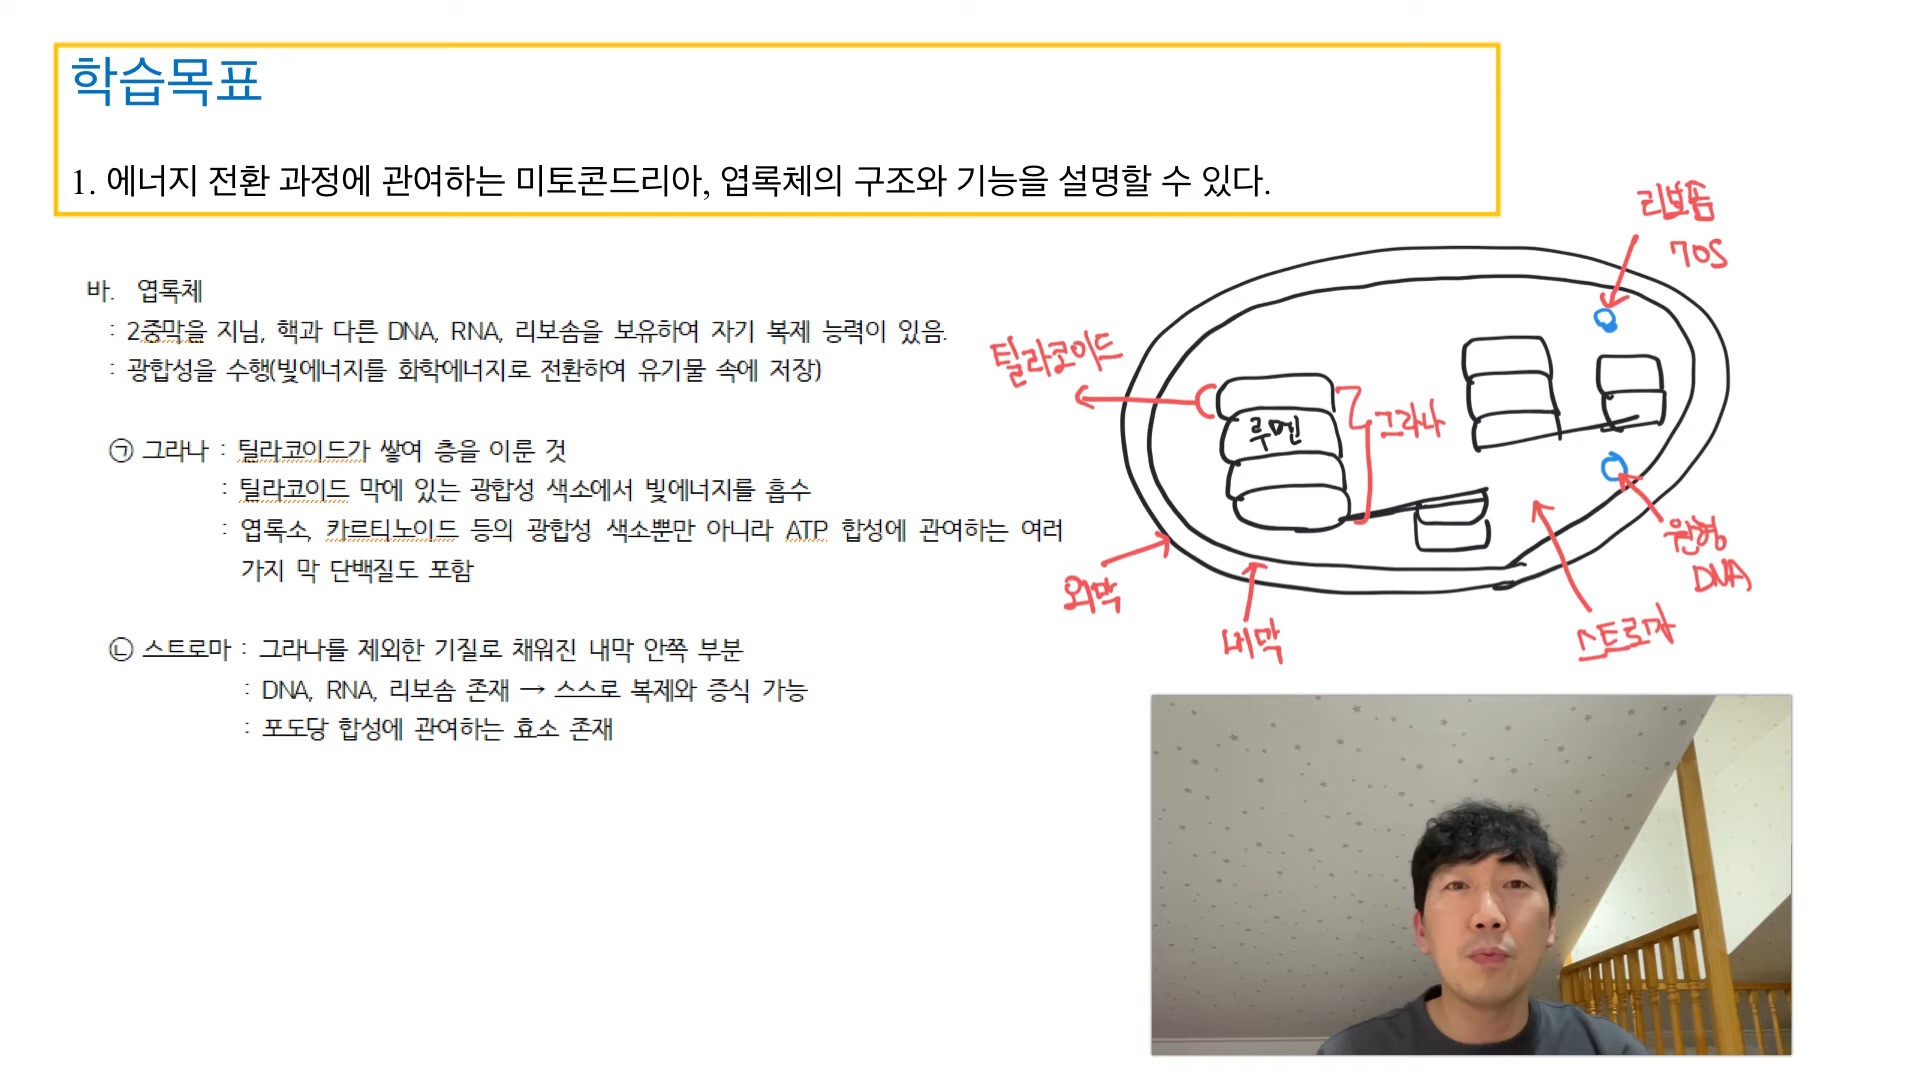 학습목표
1. 에너지 전환 과정에 관여하는 미토콘드리아, 엽록체의 구조와 기능을 설명할 수 있다.
바. 엽록체
: 2중막을 지님, 핵과 다른 DNA, RNA, 리보솜을 보유하여 자기 복제 능력이 있음.
: 광합성을 수행(빛에너지를 화학에너지로 전환하여 유기물 속에 저장)
㉠ 그라나 : 틸라코이드가 쌓여 층을 이룬 것
: 틸라코이드 막에 있는 광합성 색소에서 빛에너지를 흡수
: 엽록소, 카르티노이드 등의 광합성 색소뿐만 아니라 ATP 합성에 관여하는 여러
가지 막 단백질도 포함
㉡ 스트로마 : 그라나를 제외한 기질로 채워진 내막 안쪽 부분
: DNA, RNA, 리보솜 존재 → 스스로 복제와 증식 가능
: 포도당 합성에 관여하는 효소 존재
리보솜
70S
틸라코이드
루멘
그라나
원형
DNA
외막
내막
스트로마